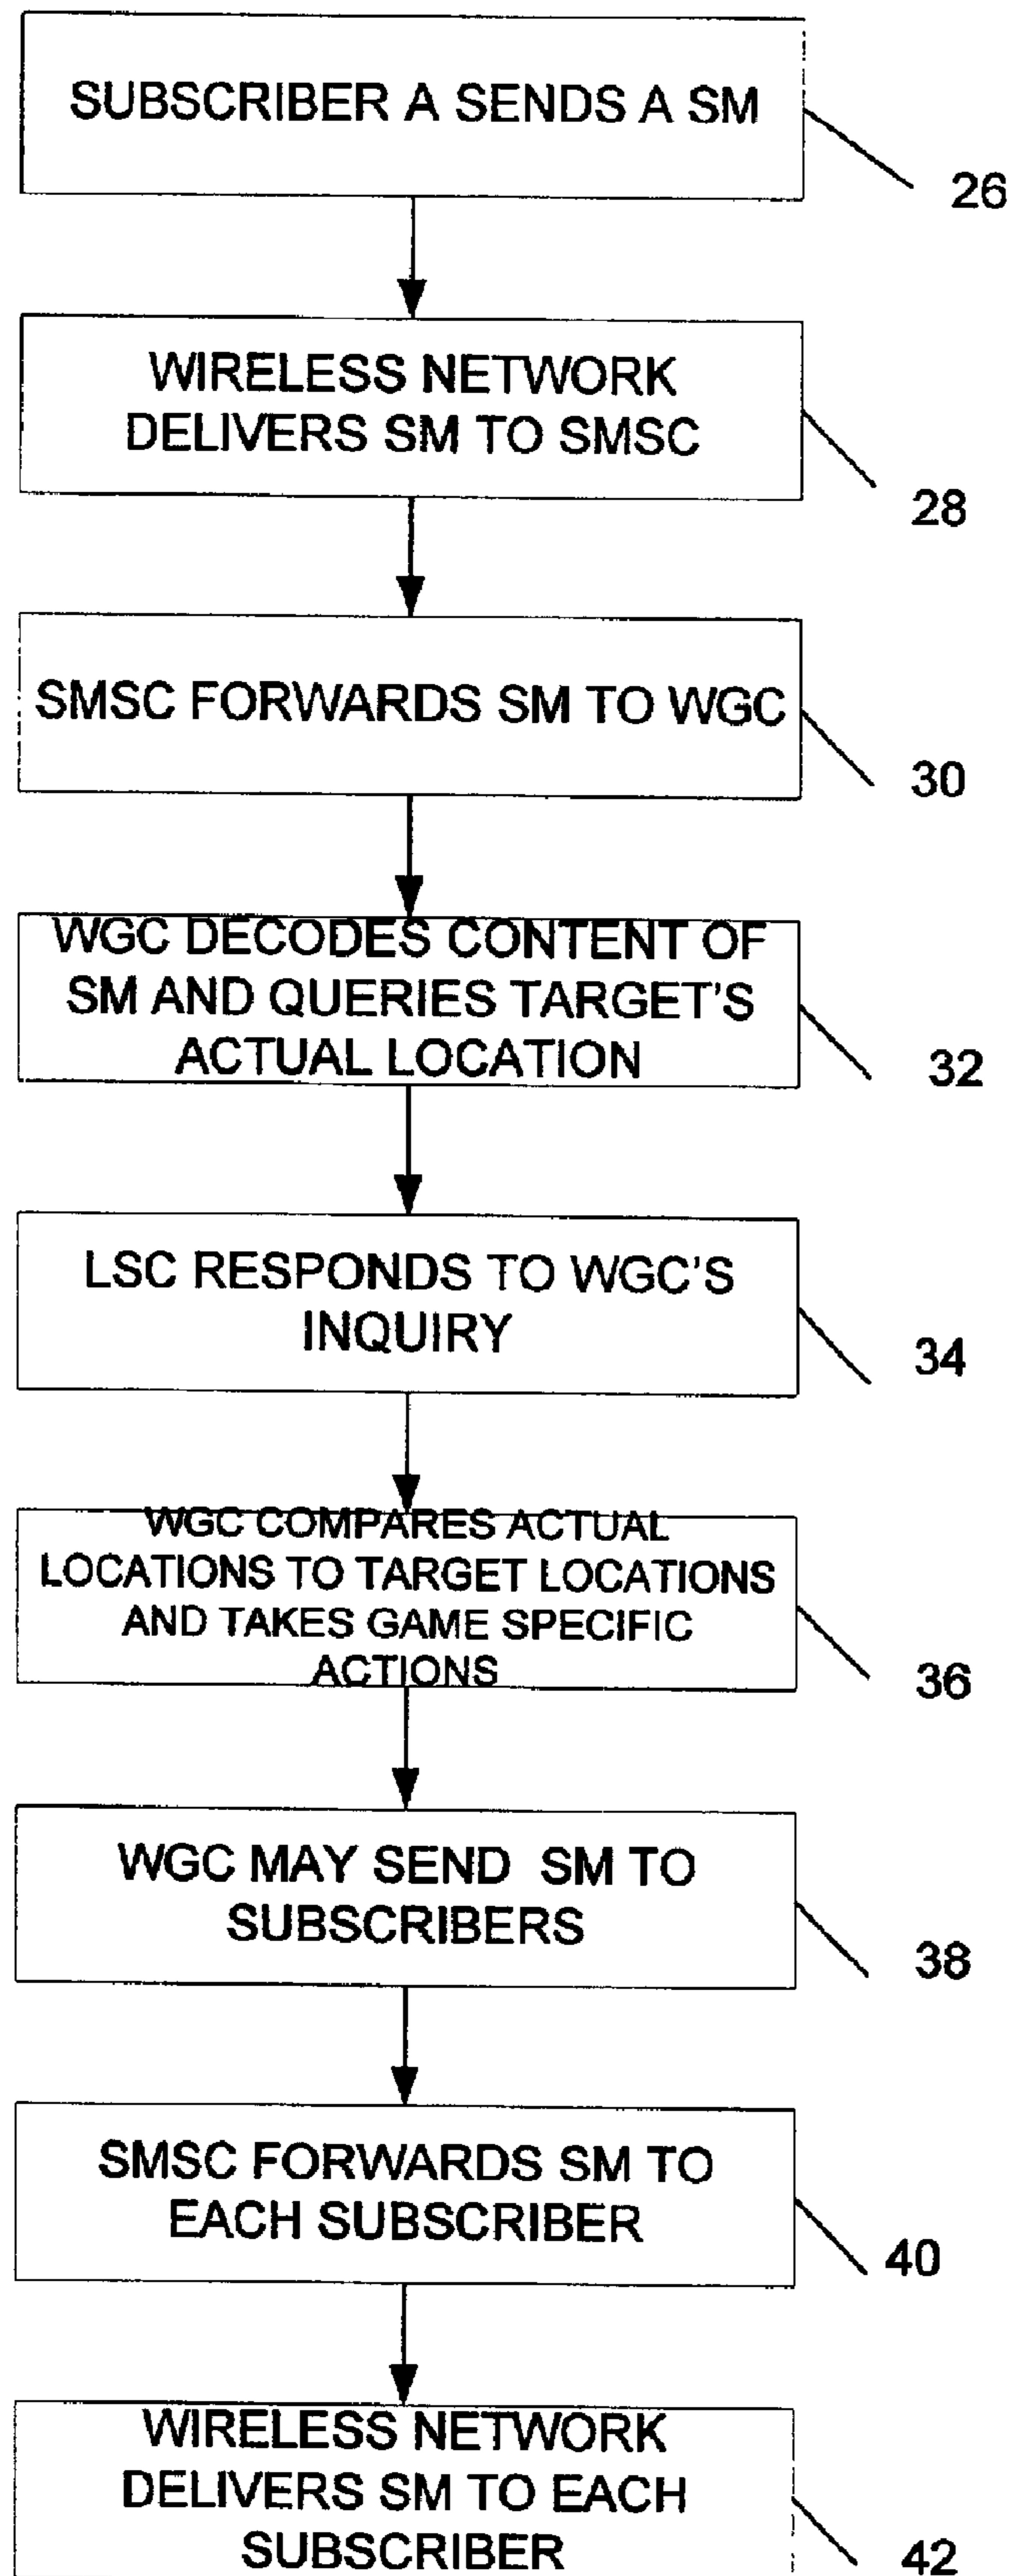 SUBSCRIBER A SENDS A SM
26
WIRELESS NETWORK
DELIVERS SM TO SMSC
28
SMSC FORWARDS SM TO WGC
30
WGC DECODES CONTENT OF
SM AND QUERIES TARGET'S
ACTUAL LOCATION
32
LSC RESPONDS TO WGC'S
INQUIRY
34
WGC COMPARES ACTUAL
LOCATIONS TO TARGET LOCATIONS
AND TAKES GAME SPECIFIC
ACTIONS
36
WGC MAY SEND SM TO
SUBSCRIBERS
38
SMSC FORWARDS SM TO
EACH SUBSCRIBER
40
WIRELESS NETWORK
DELIVERS SM TO EACH
SUBSCRIBER
42